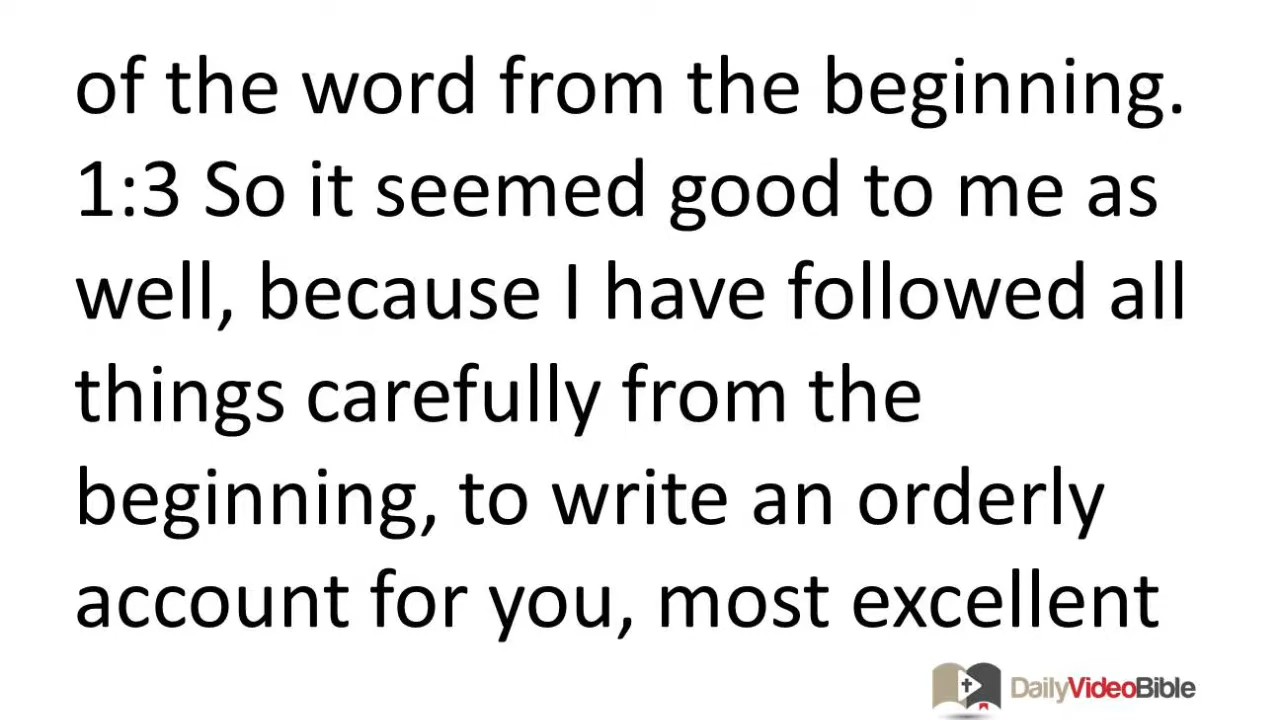 of the word from the beginning.
1:3 So it seemed good to me as
well, because I have followed all
things carefully from the
beginning, to write an orderly
account for you, most excellent
DailyVideoBible